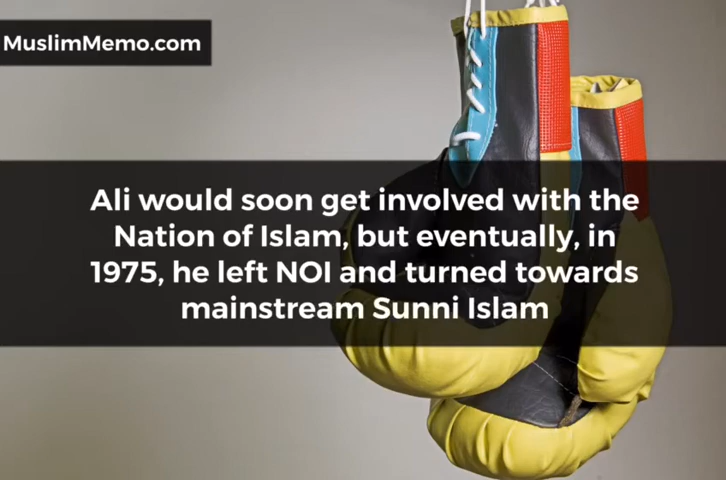 MuslimMemo.com
Ali would soon get involved with the
Nation of Islam, but eventually, in
1975, he left NOI and turned towards
mainstream Sunni Islam